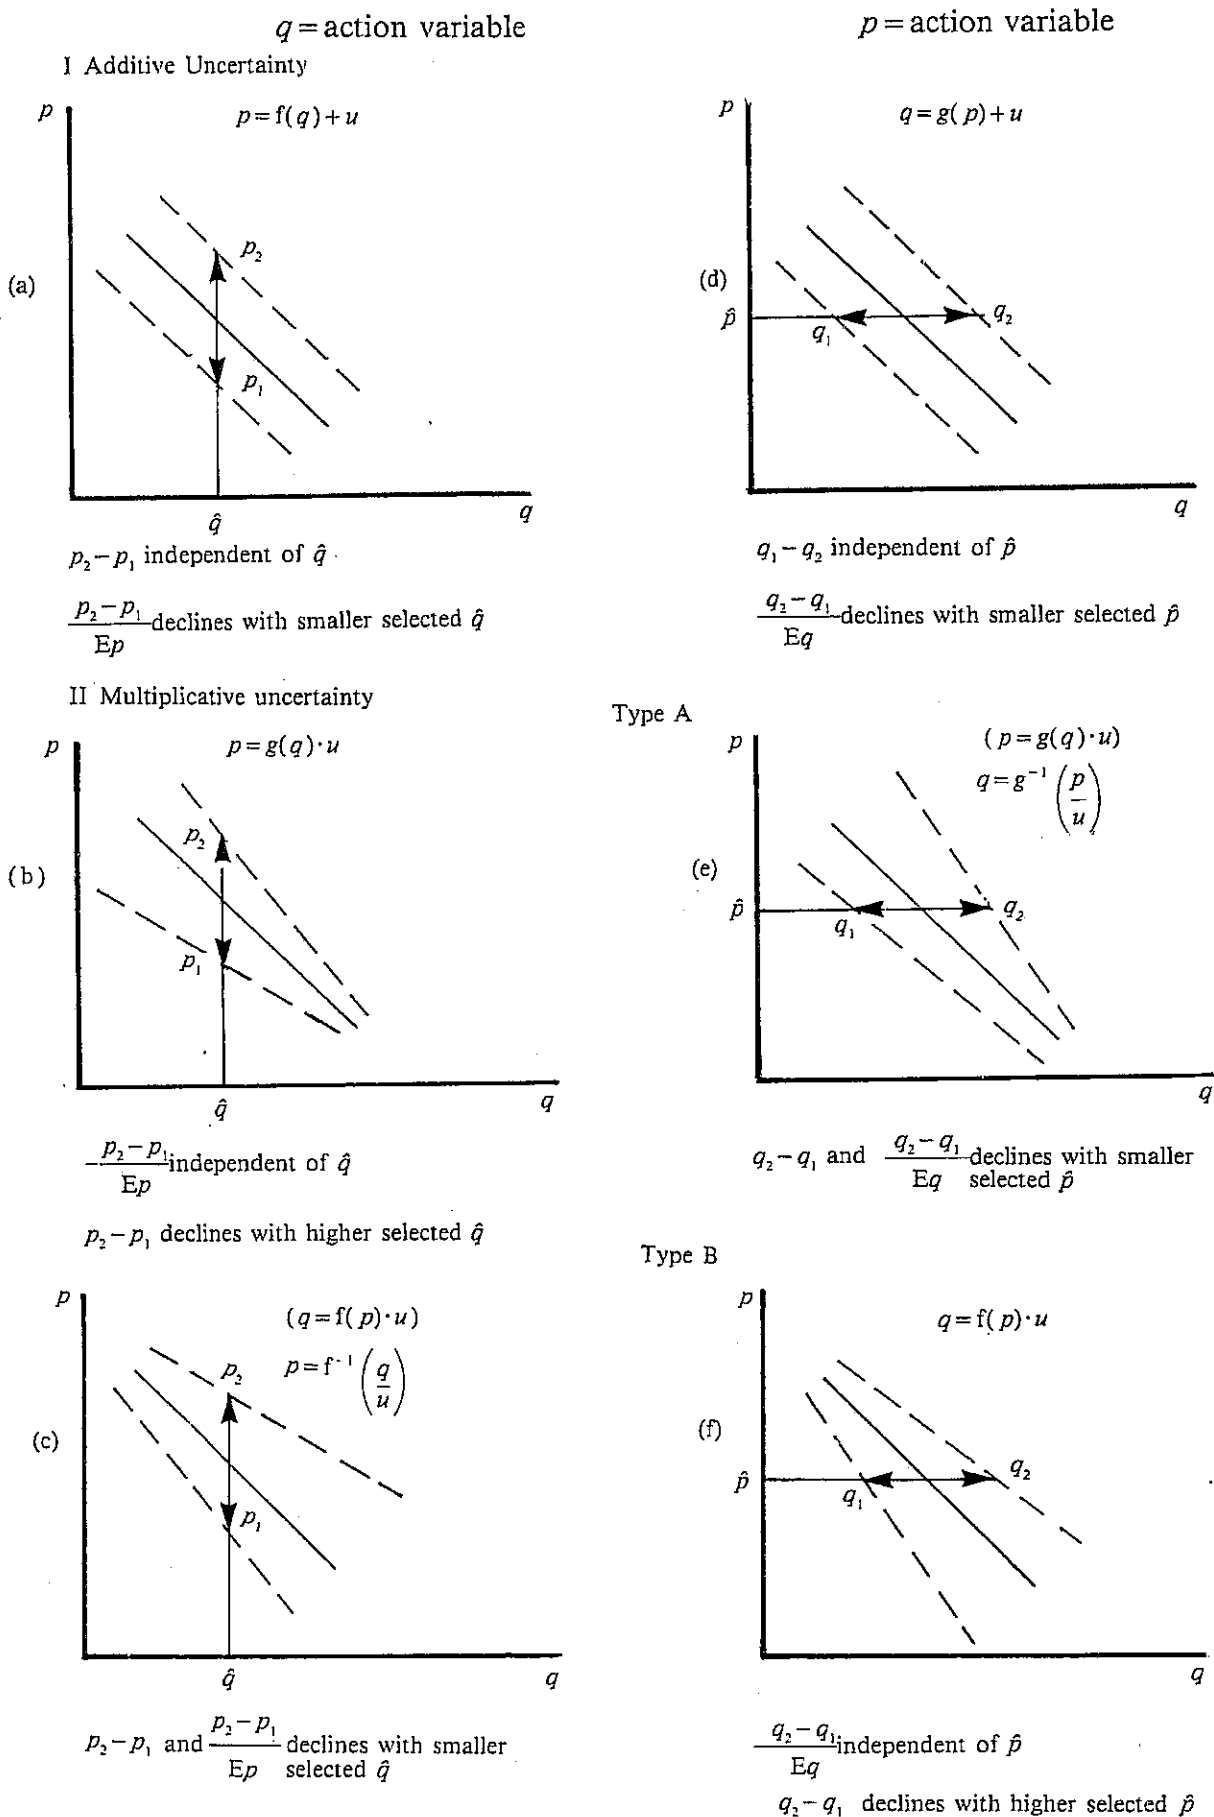 q = action variable
p = action variable
I Additive Uncertainty
p
p = f(q) + u
(a)
p₂
p₁
q̂
q
p₂ − p₁ independent of q̂
p₂ − p₁
Ep
declines with smaller selected q̂
p
q = g(p) + u
(d)
p̂
q₁
q₂
q
q₁ − q₂ independent of p̂
q₂ − q₁
Eq
declines with smaller selected p̂
II Multiplicative uncertainty
Type A
p
p = g(q)·u
(b)
p₂
p₁
q̂
q
p₂ − p₁
Ep
independent of q̂
p₂ − p₁ declines with higher selected q̂
p
(p = g(q)·u)
q = g⁻¹ (p/u)
(e)
p̂
q₁
q₂
q
q₂ − q₁ and q₂ − q₁ declines with smaller
Eq selected p̂
Type B
p
(q = f(p)·u)
p = f⁻¹ (q/u)
(c)
p₂
p₁
q̂
q
p₂ − p₁ and p₂ − p₁ declines with smaller
Ep selected q̂
p
q = f(p)·u
(f)
p̂
q₁
q₂
q
q₂ − q₁
Eq
independent of p̂
q₂ − q₁ declines with higher selected p̂